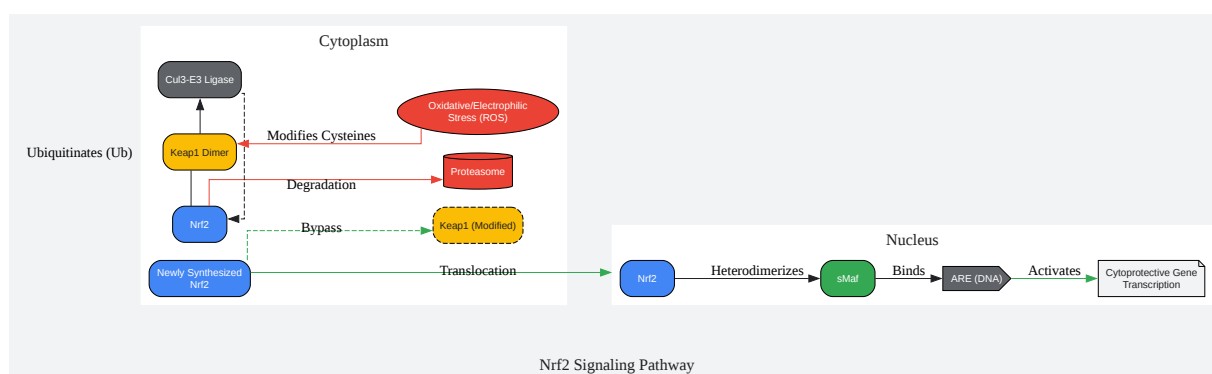 Cytoplasm
Cul3-E3 Ligase
Oxidative/Electrophilic
Stress (ROS)
Modifies Cysteines
Ubiquitinates (Ub)
Keap1 Dimer
Proteasome
Degradation
Nrf2
Bypass
Keap1 (Modified)
Newly Synthesized
Nrf2
Translocation
Nucleus
Nrf2
Heterodimerizes
sMaf
Binds
ARE (DNA)
Activates
Cytoprotective Gene
Transcription
Nrf2 Signaling Pathway